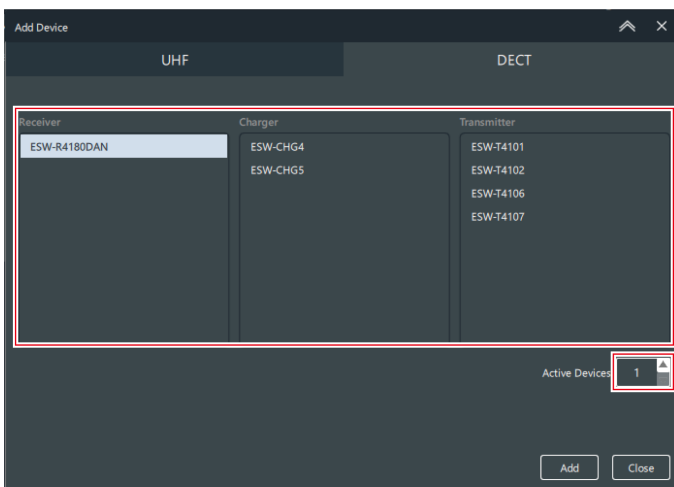 Add Device
UHF
DECT
Receiver
Charger
Transmitter
ESW-R4180DAN
ESW-CHG4
ESW-CHG5
ESW-T4101
ESW-T4102
ESW-T4106
ESW-T4107
Active Devices 1
Add
Close